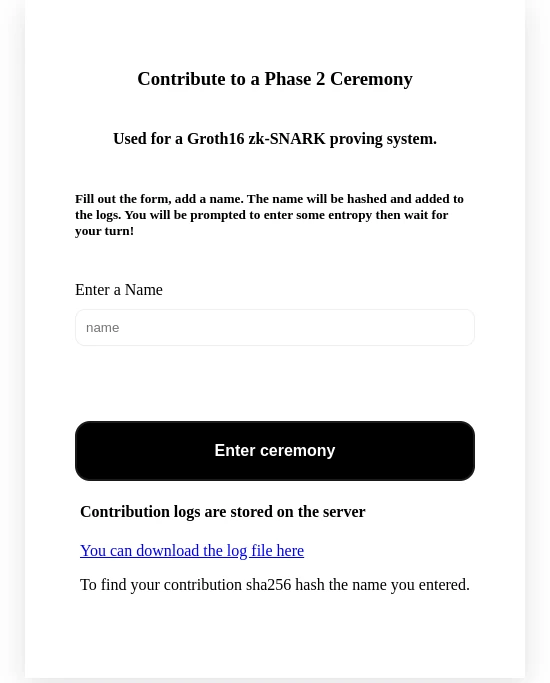 Contribute to a Phase 2 Ceremony
Used for a Groth16 zk-SNARK proving system.
Fill out the form, add a name. The name will be hashed and added to
the logs. You will be prompted to enter some entropy then wait for
your turn!
Enter a Name
name
Enter ceremony
Contribution logs are stored on the server
You can download the log file here
To find your contribution sha256 hash the name you entered.